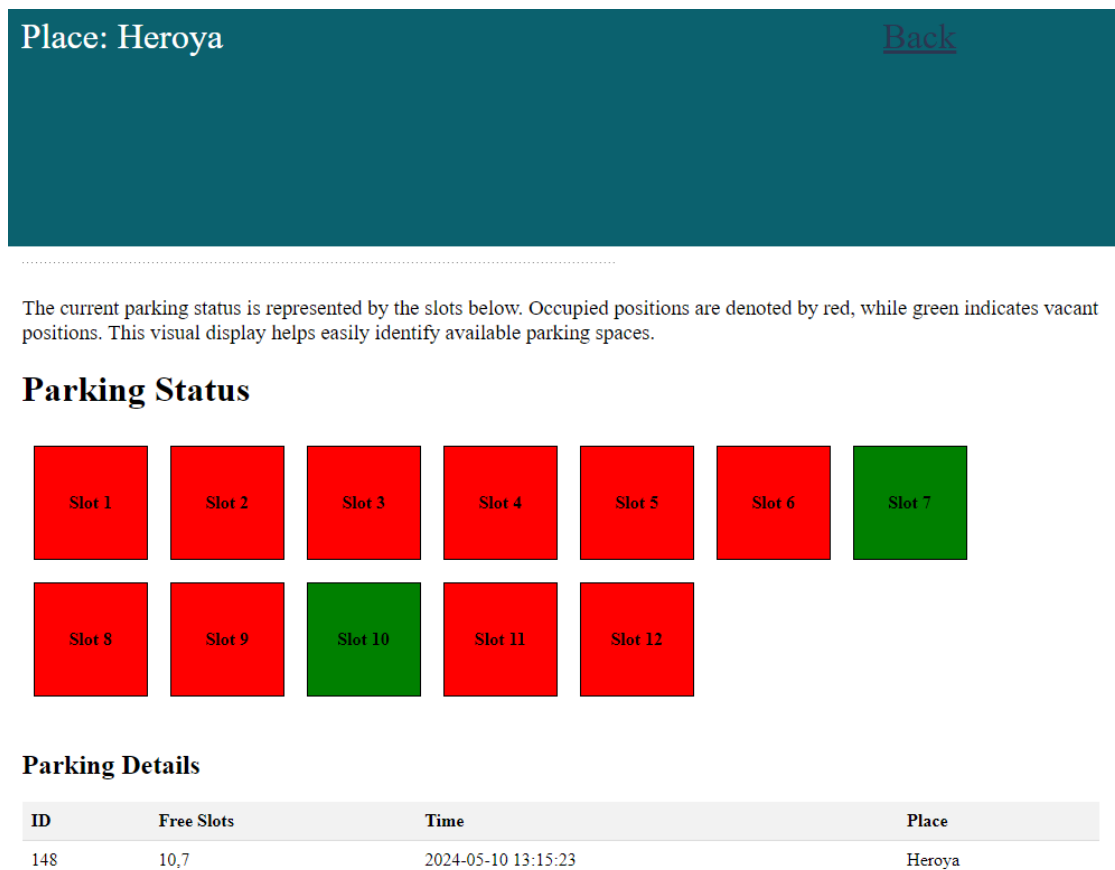 Place: Heroya Back
The current parking status is represented by the slots below. Occupied positions are denoted by red, while green indicates vacant
positions. This visual display helps easily identify available parking spaces.
Parking Status
Slot 1 Slot 2 Slot 3 Slot 4 Slot 5 Slot 6 Slot 7
Slot 8 Slot 9 Slot 10 Slot 11 Slot 12
Parking Details
ID Free Slots Time Place
148 10,7 2024-05-10 13:15:23 Heroya